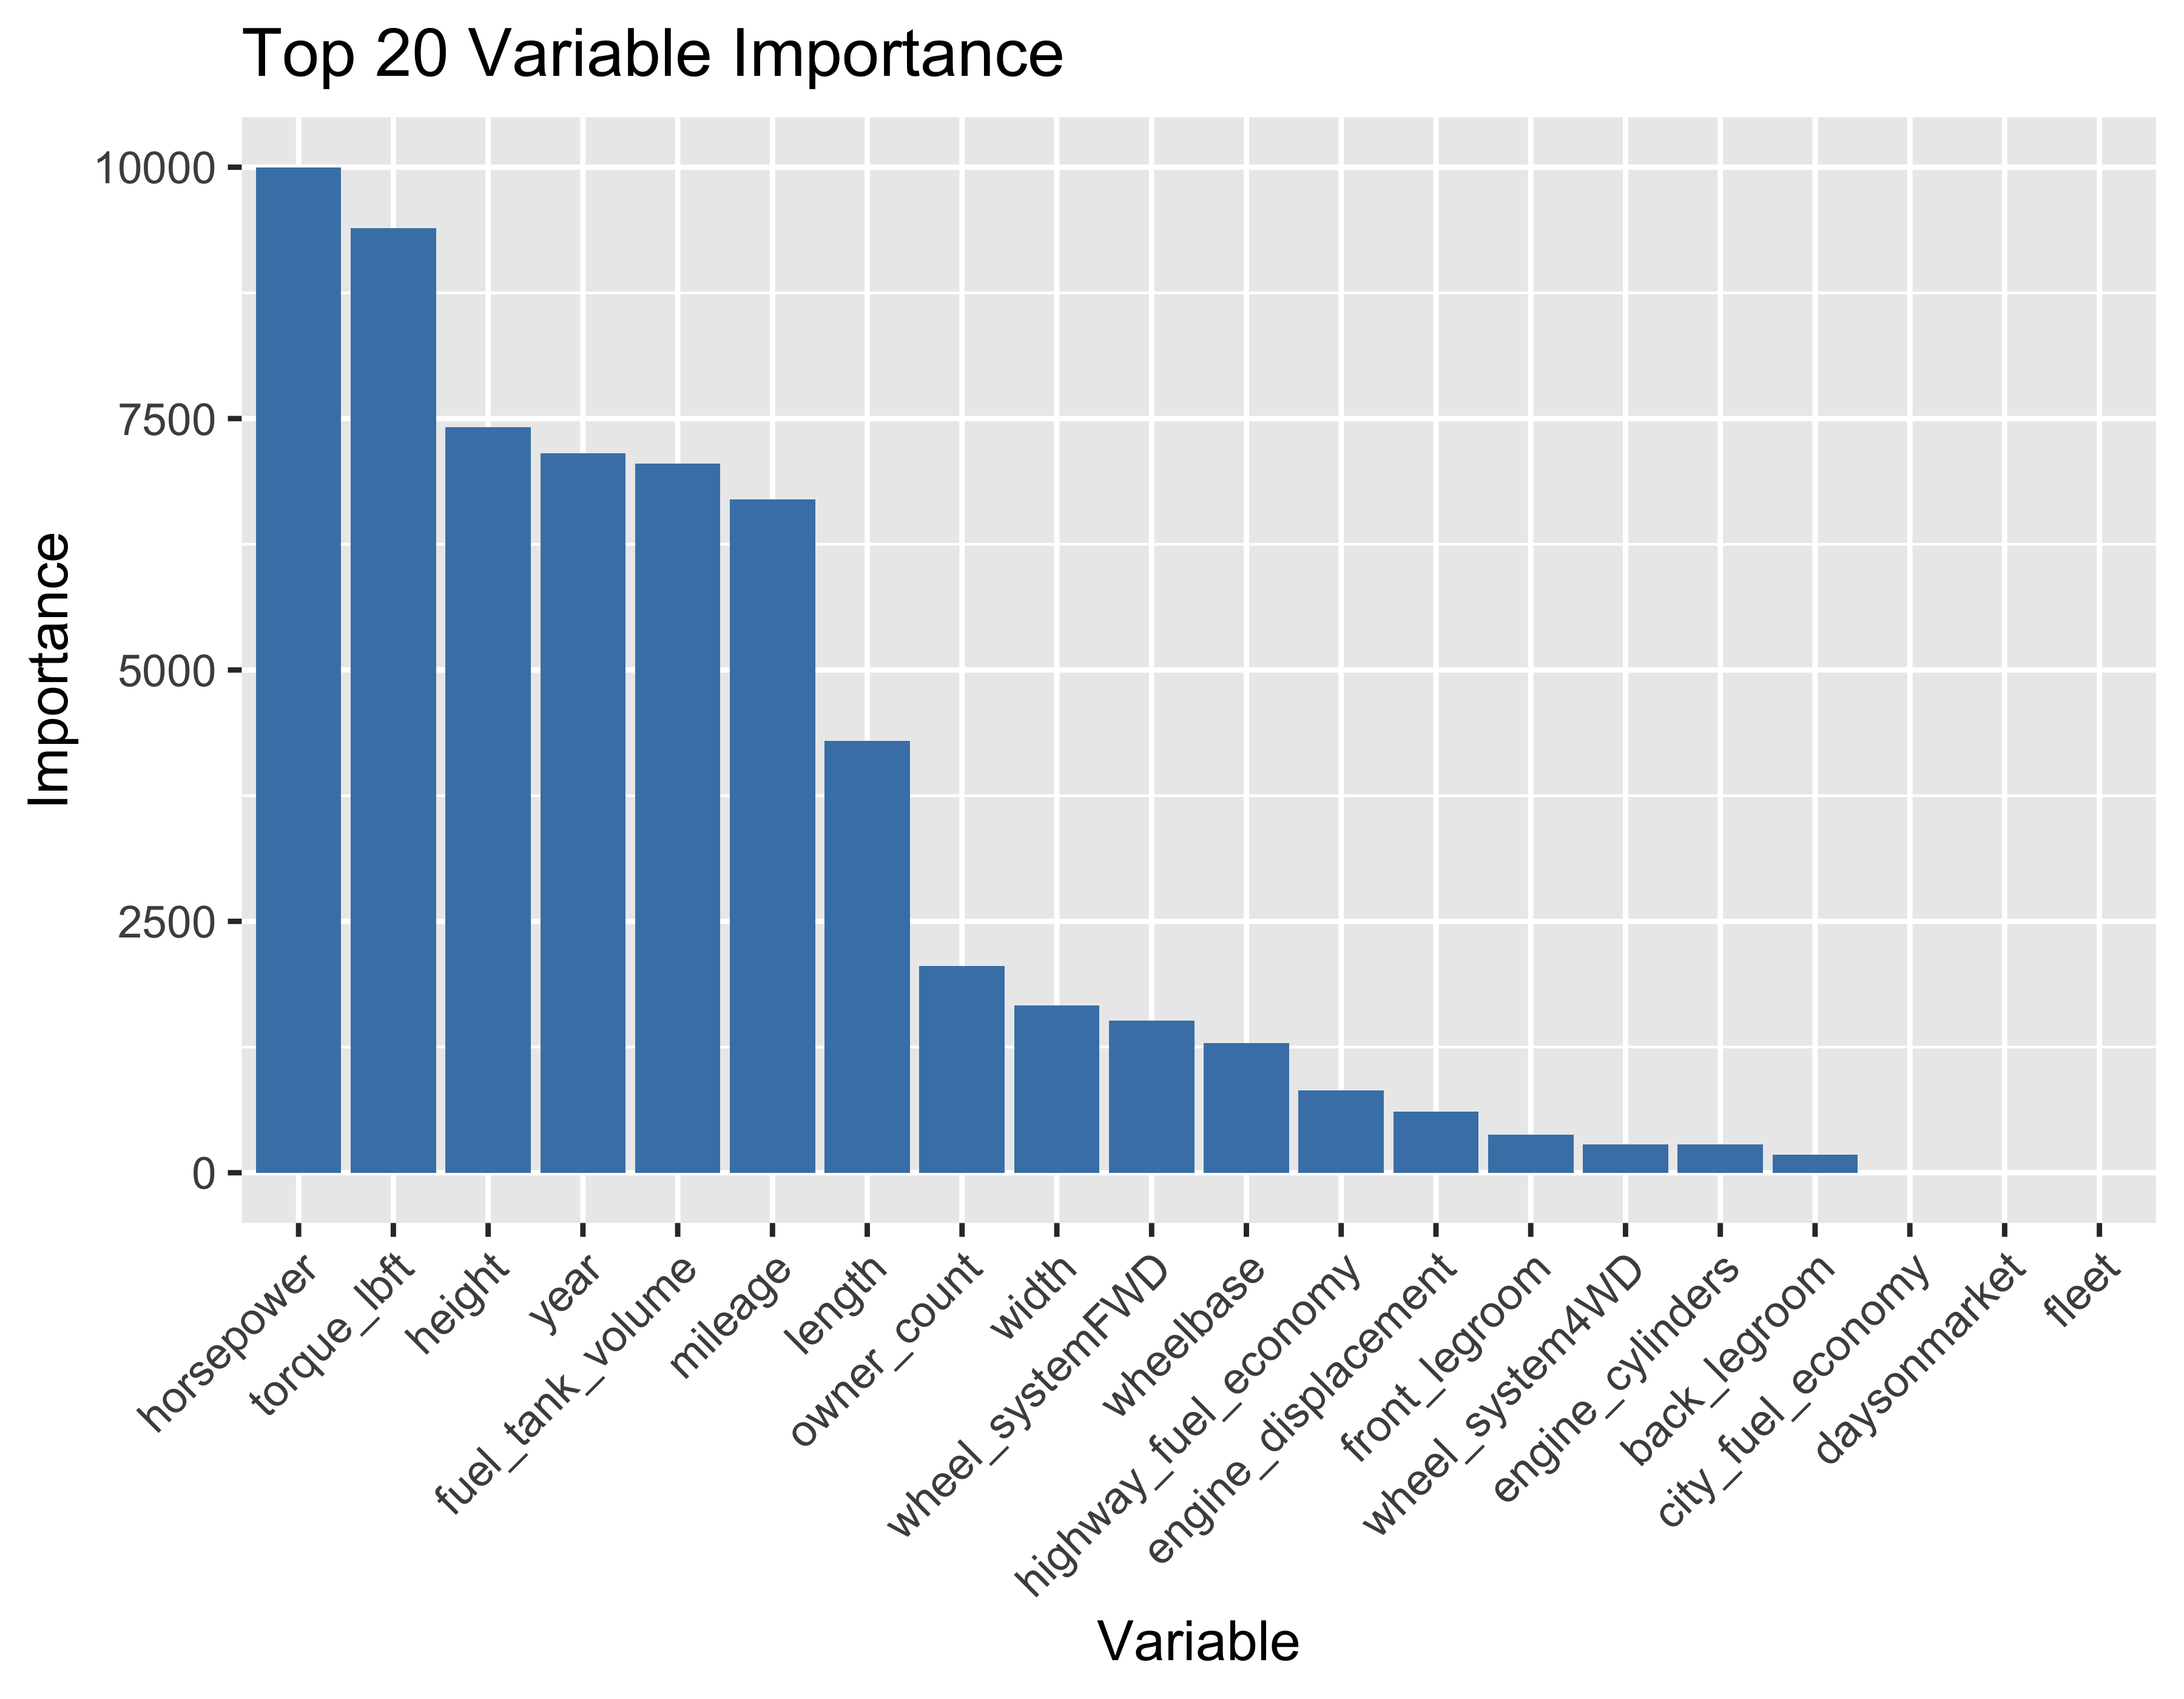 Top 20 Variable Importance
Importance
10000
7500
5000
2500
0
horsepower
torque_lbft
height
year
fuel_tank_volume
mileage
length
owner_count
width
wheel_systemFWD
wheelbase
highway_fuel_economy
engine_displacement
front_legroom
wheel_system4WD
engine_cylinders
back_legroom
city_fuel_economy
daysonmarket
fleet
Variable